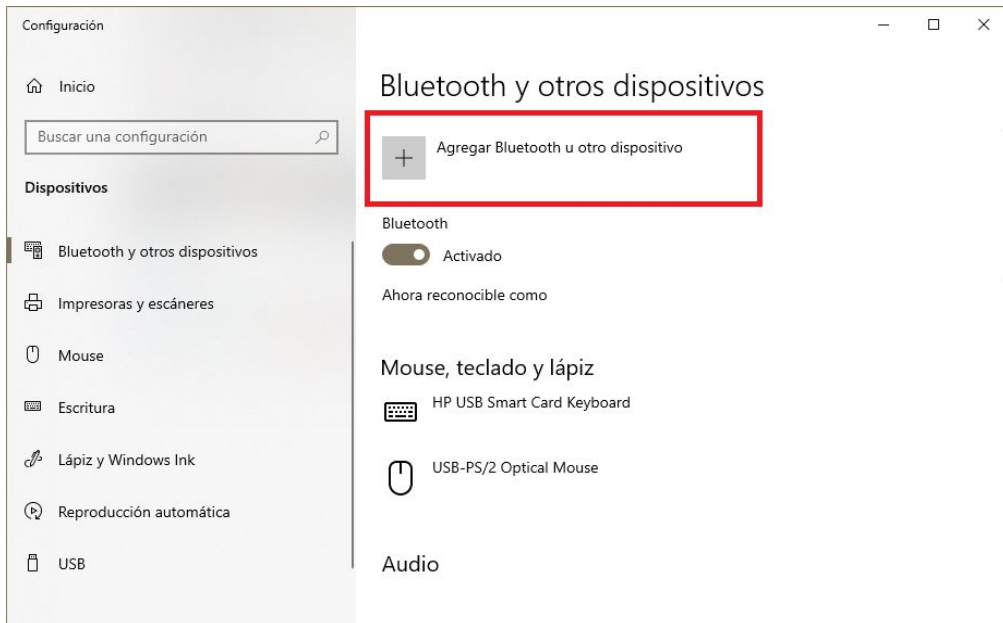 Configuración
Inicio
Buscar una configuración
Dispositivos
Bluetooth y otros dispositivos
Impresoras y escáneres
Mouse
Escritura
Lápiz y Windows Ink
Reproducción automática
USB
Bluetooth y otros dispositivos
Agregar Bluetooth u otro dispositivo
Bluetooth
Activado
Ahora reconocible como
Mouse, teclado y lápiz
HP USB Smart Card Keyboard
USB-PS/2 Optical Mouse
Audio